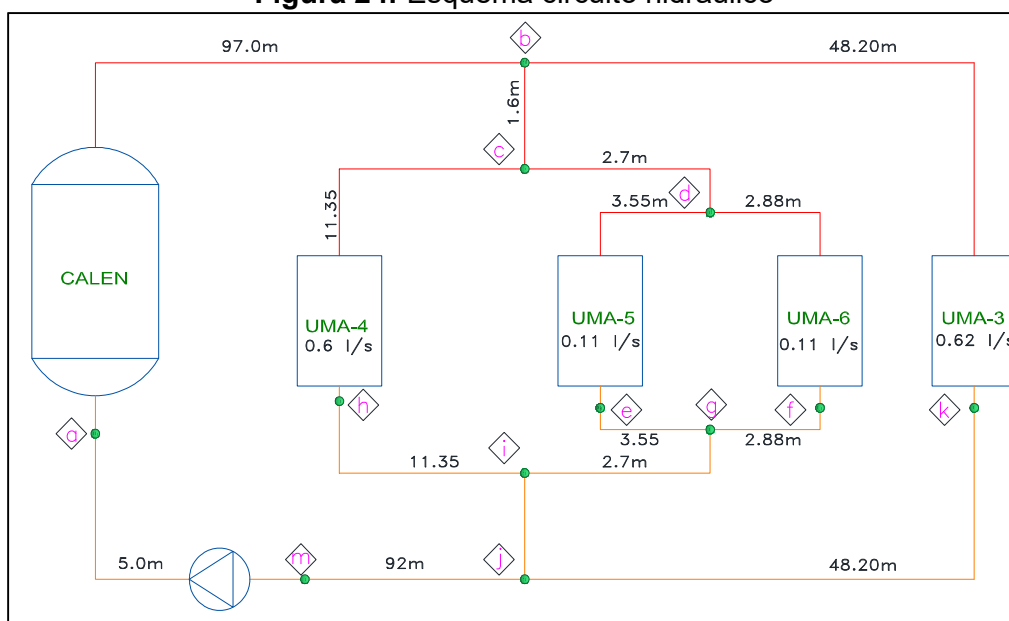 Figura 24. Esquema circuito hidráulico
97.0m
b
48.20m
1.6m
c
2.7m
d
11.35
3.55m
2.88m
CALEN
UMA-4
0.6 l/s
UMA-5
0.11 l/s
UMA-6
0.11 l/s
UMA-3
0.62 l/s
a
h
e
g
f
k
3.55
2.88m
i
11.35
2.7m
5.0m
m
92m
j
48.20m